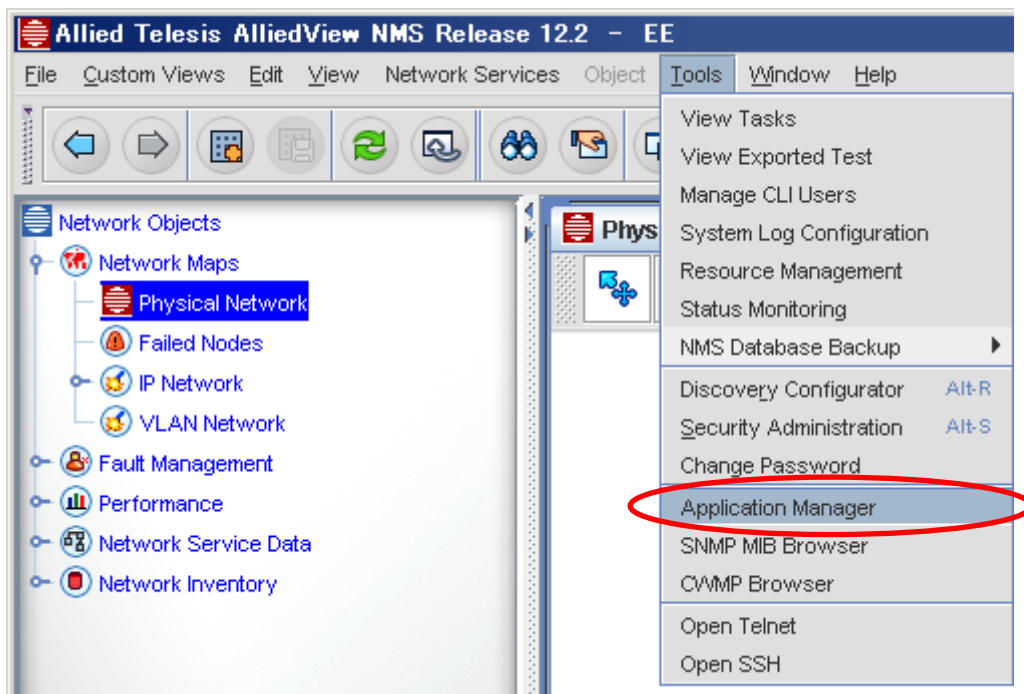 Allied Telesis AlliedView NMS Release 12.2 - EE
File Custom Views Edit View Network Services Object Tools Window Help
Network Objects
Network Maps
Physical Network
Failed Nodes
IP Network
VLAN Network
Fault Management
Performance
Network Service Data
Network Inventory
Phys
View Tasks
View Exported Test
Manage CLI Users
System Log Configuration
Resource Management
Status Monitoring
NMS Database Backup
Discovery Configurator Alt-R
Security Administration Alt-S
Change Password
Application Manager
SNMP MIB Browser
CWMP Browser
Open Telnet
Open SSH